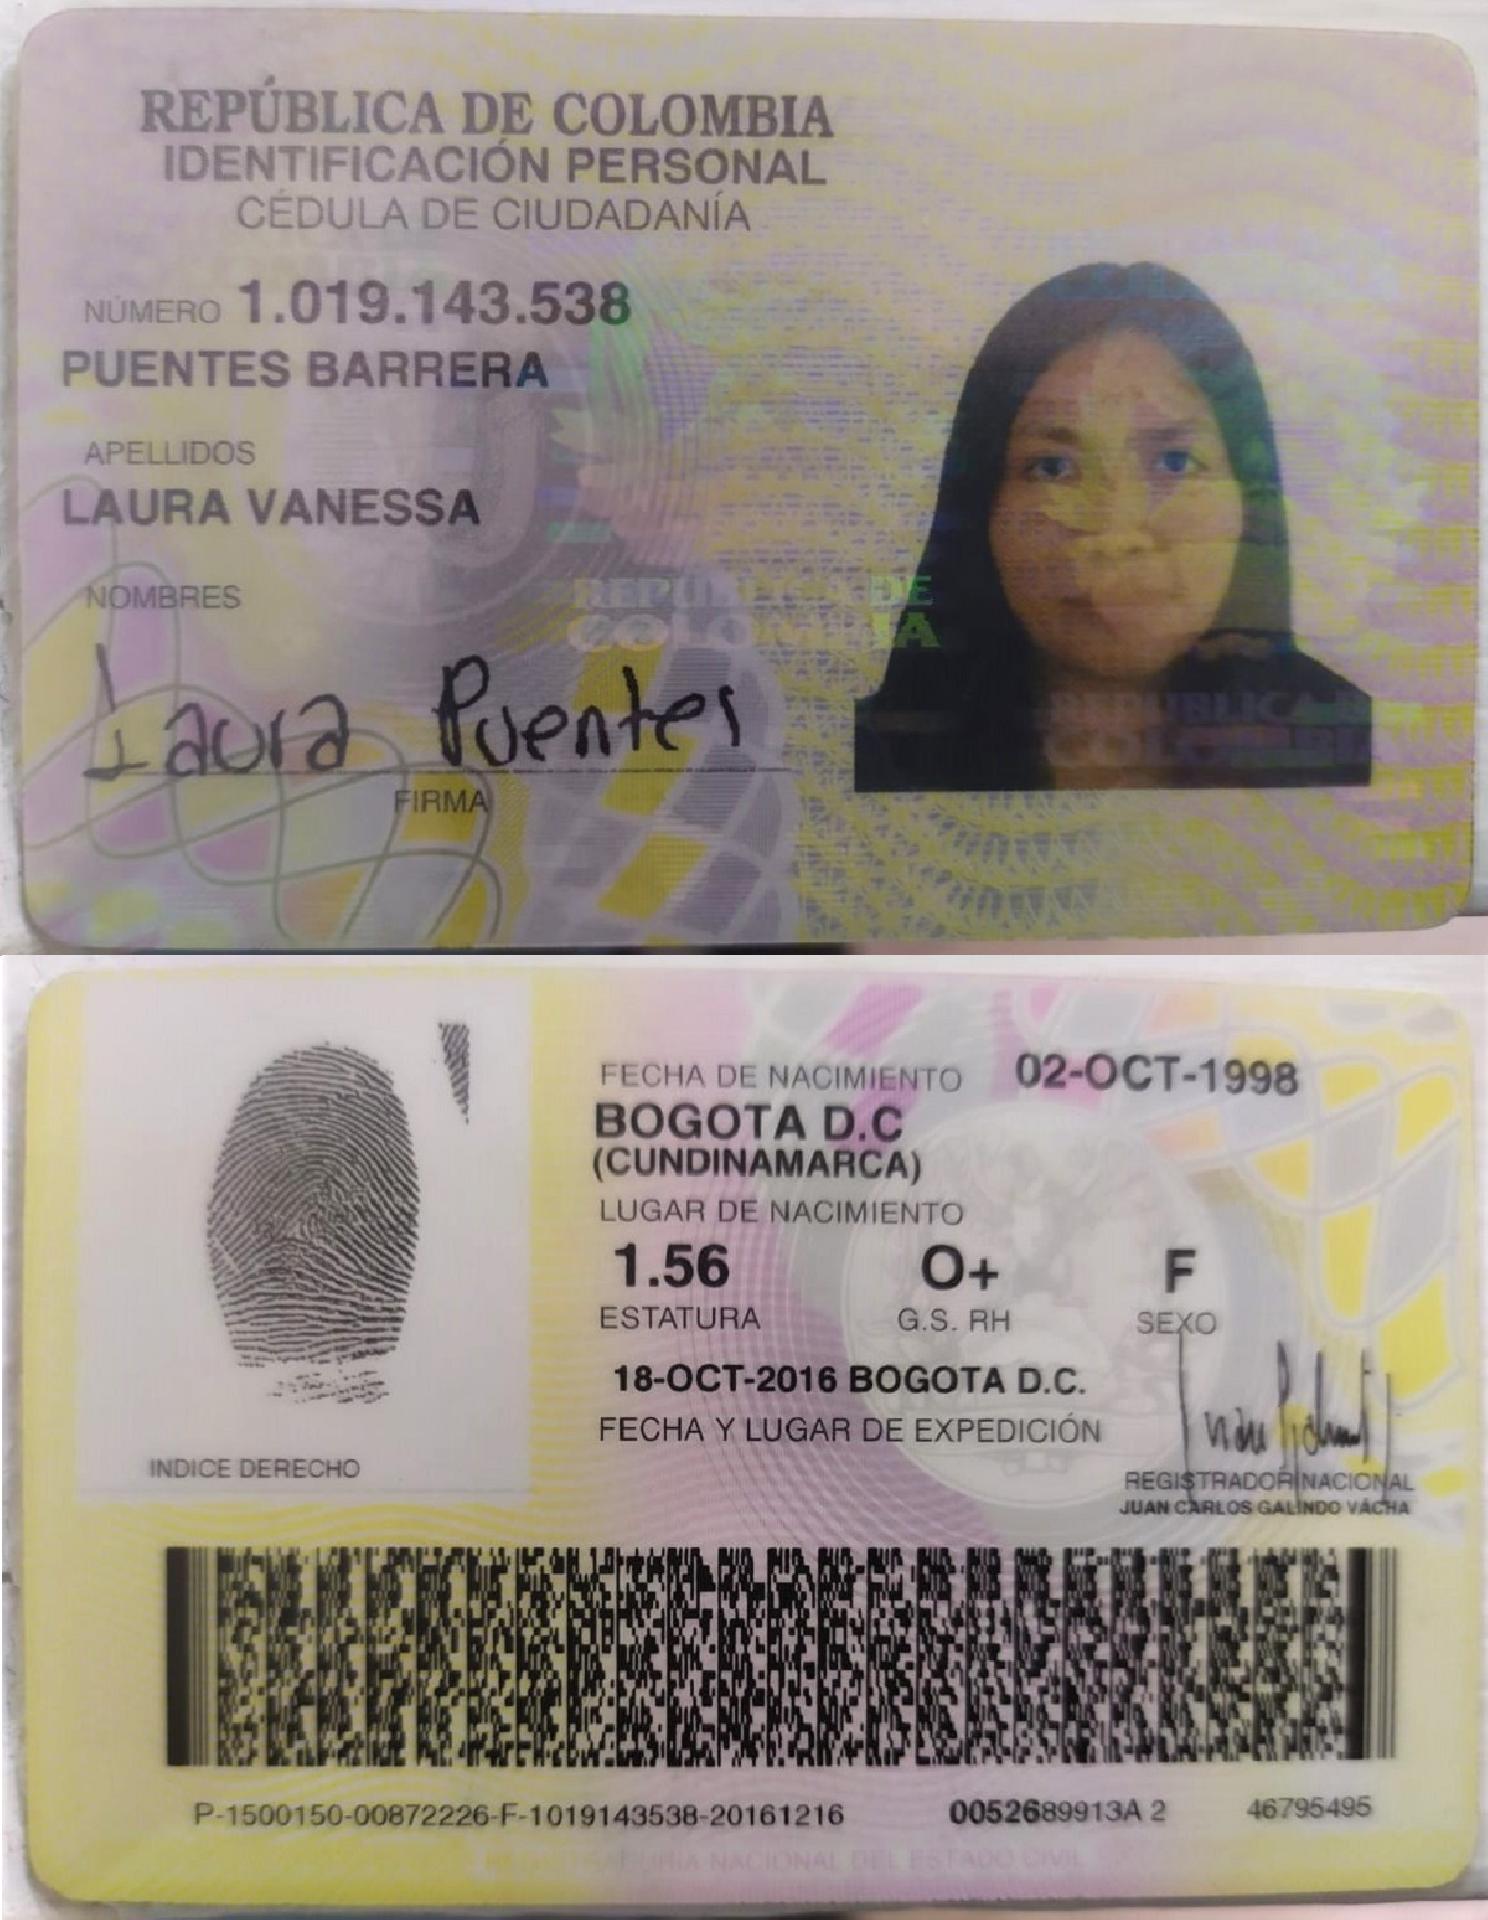 REPÚBLICA DE COLOMBIA
IDENTIFICACIÓN PERSONAL
CÉDULA DE CIUDADANÍA
NÚMERO 1.019.143.538
PUENTES BARRERA
APELLIDOS
LAURA VANESSA
NOMBRES
REPÚBLICA DE
COLOMBIA
Laura Puentes
FIRMA
REPUBLICA DE
COLOMBIA
FECHA DE NACIMIENTO 02-OCT-1998
BOGOTA D.C
(CUNDINAMARCA)
LUGAR DE NACIMIENTO
1.56 O+ F
ESTATURA G.S. RH SEXO
18-OCT-2016 BOGOTA D.C.
FECHA Y LUGAR DE EXPEDICIÓN
INDICE DERECHO
REGISTRADOR NACIONAL
JUAN CARLOS GALINDO VÁCHA
P-1500150-00872226-F-1019143538-20161216 0052689913A 2 46795495
REGISTRADURIA NACIONAL DEL ESTADO CIVIL